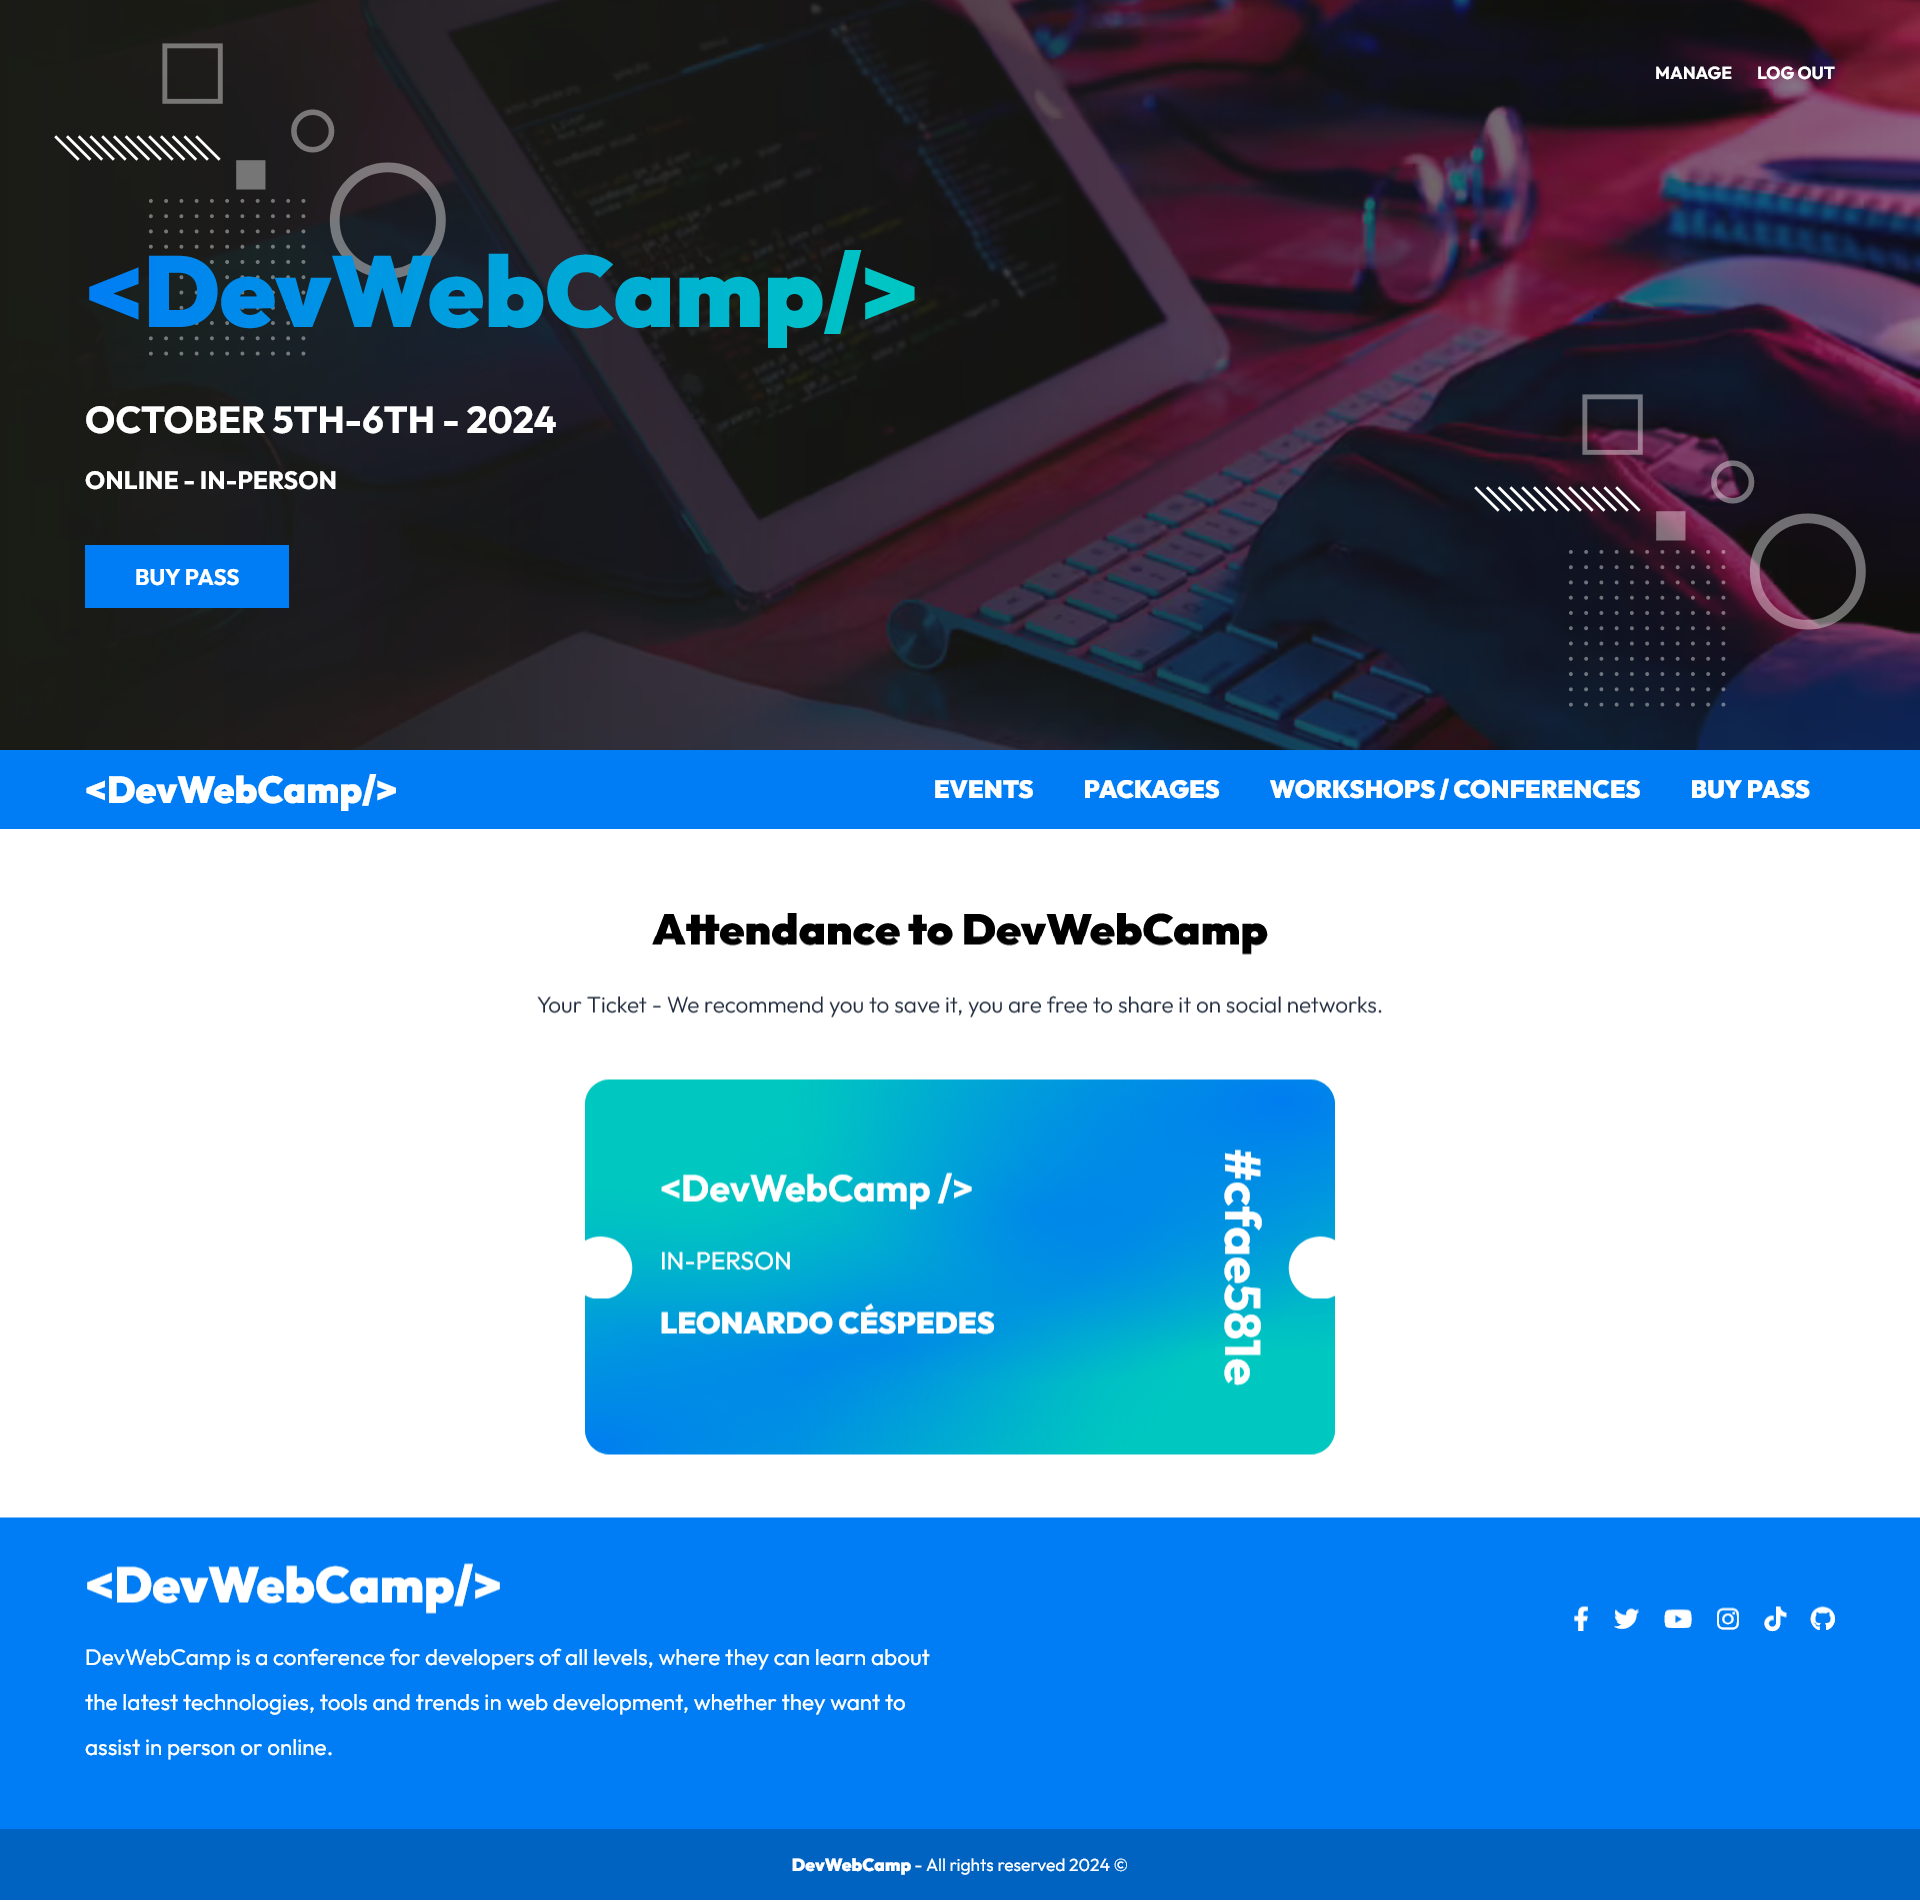 MANAGE LOG OUT
<DevWebCamp/>
OCTOBER 5TH-6TH - 2024
ONLINE - IN-PERSON
BUY PASS
<DevWebCamp/> EVENTS PACKAGES WORKSHOPS / CONFERENCES BUY PASS
Attendance to DevWebCamp
Your Ticket - We recommend you to save it, you are free to share it on social networks.
<DevWebCamp />
IN-PERSON
LEONARDO CÉSPEDES
#cfae581e
<DevWebCamp/>
DevWebCamp is a conference for developers of all levels, where they can learn about
the latest technologies, tools and trends in web development, whether they want to
assist in person or online.
DevWebCamp - All rights reserved 2024 ©